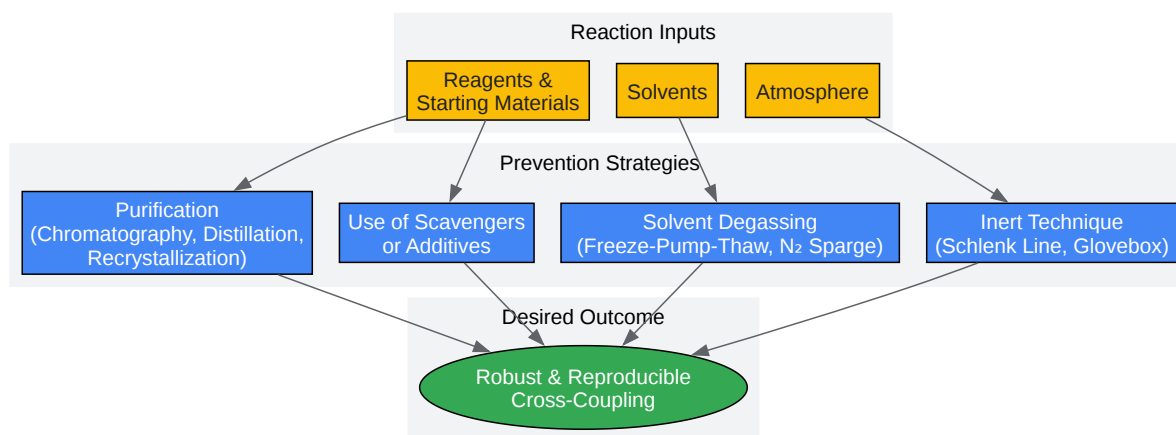 Reaction Inputs
Reagents &
Starting Materials
Solvents
Atmosphere
Prevention Strategies
Purification
(Chromatography, Distillation,
Recrystallization)
Use of Scavengers
or Additives
Solvent Degassing
(Freeze-Pump-Thaw, N₂ Sparge)
Inert Technique
(Schlenk Line, Glovebox)
Desired Outcome
Robust & Reproducible
Cross-Coupling